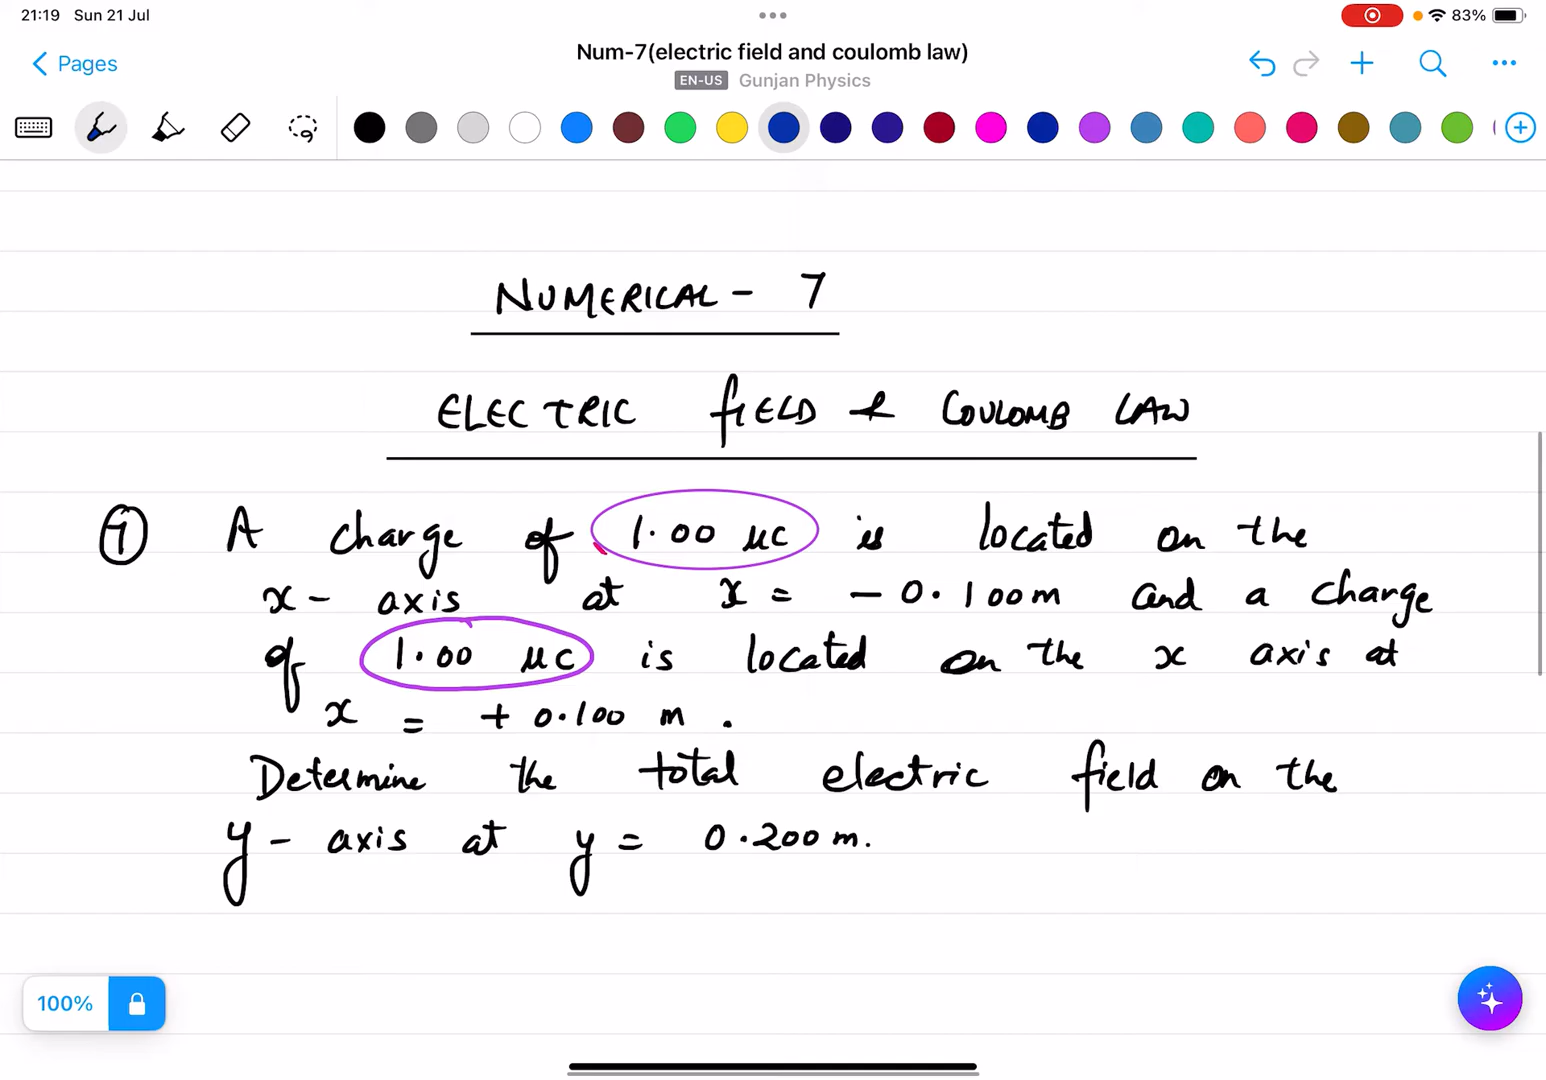 21:19 Sun 21 Jul
83%
Pages
Num-7(electric field and coulomb law)
EN-US Gunjan Physics
NUMERICAL - 7
ELECTRIC fIELD & COULOMB LAW
7 A charge of 1.00 μc is located on the
x - axis at x = - 0.100m and a charge
of 1.00 μc is located on the x axis at
x = + 0.100 m .
Determine the total electric field on the
y - axis at y = 0.200 m.
100%